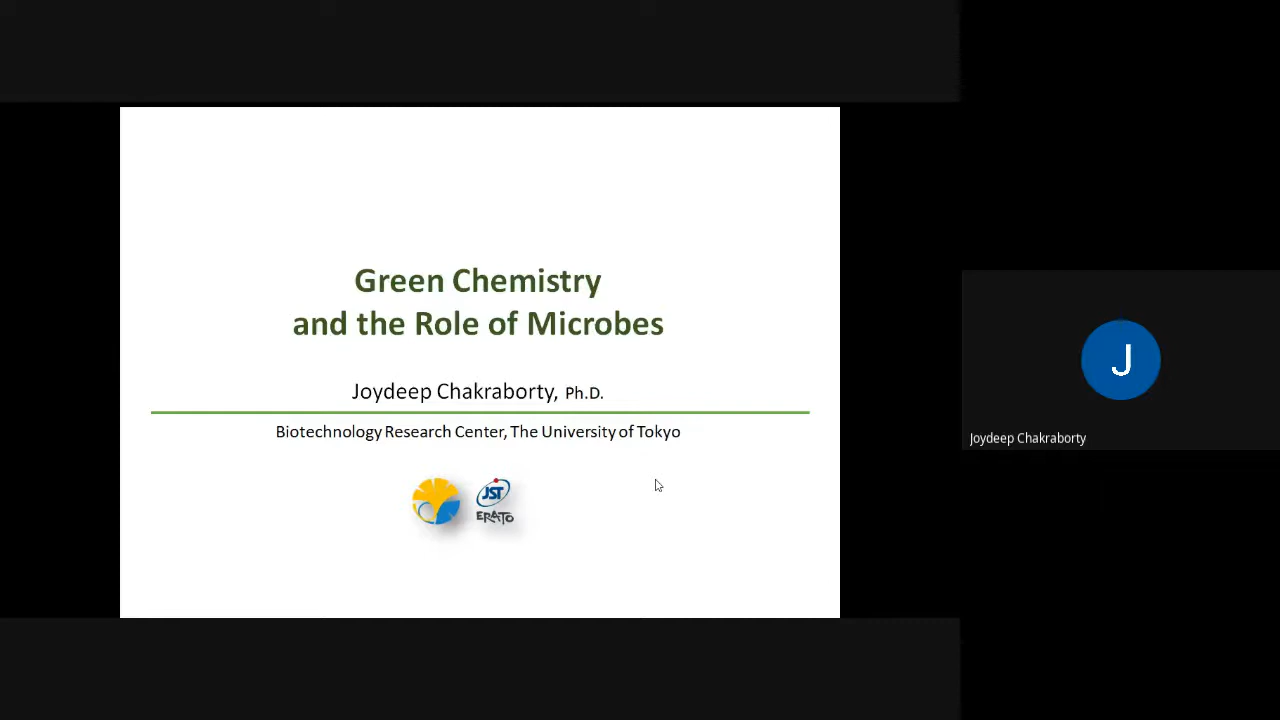 Green Chemistry
and the Role of Microbes
Joydeep Chakraborty, Ph.D.
Biotechnology Research Center, The University of Tokyo
JST
ERATO
J
Joydeep Chakraborty